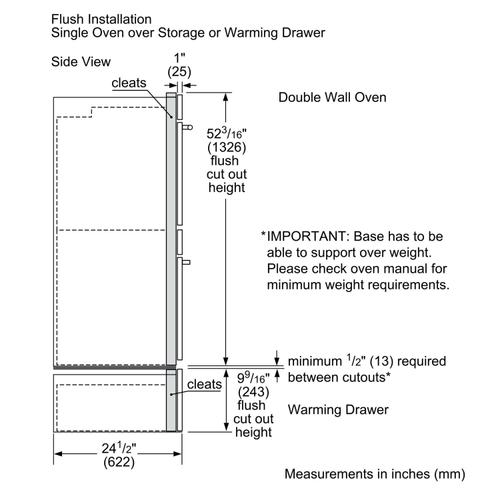 Flush Installation
Single Oven over Storage or Warming Drawer
Side View
1"
(25)
cleats
Double Wall Oven
52 3/16"
(1326)
flush
cut out
height
*IMPORTANT: Base has to be
able to support over weight.
Please check oven manual for
minimum weight requirements.
minimum 1/2" (13) required
between cutouts*
cleats
9 9/16"
(243)
flush
cut out
height
Warming Drawer
24 1/2"
(622)
Measurements in inches (mm)